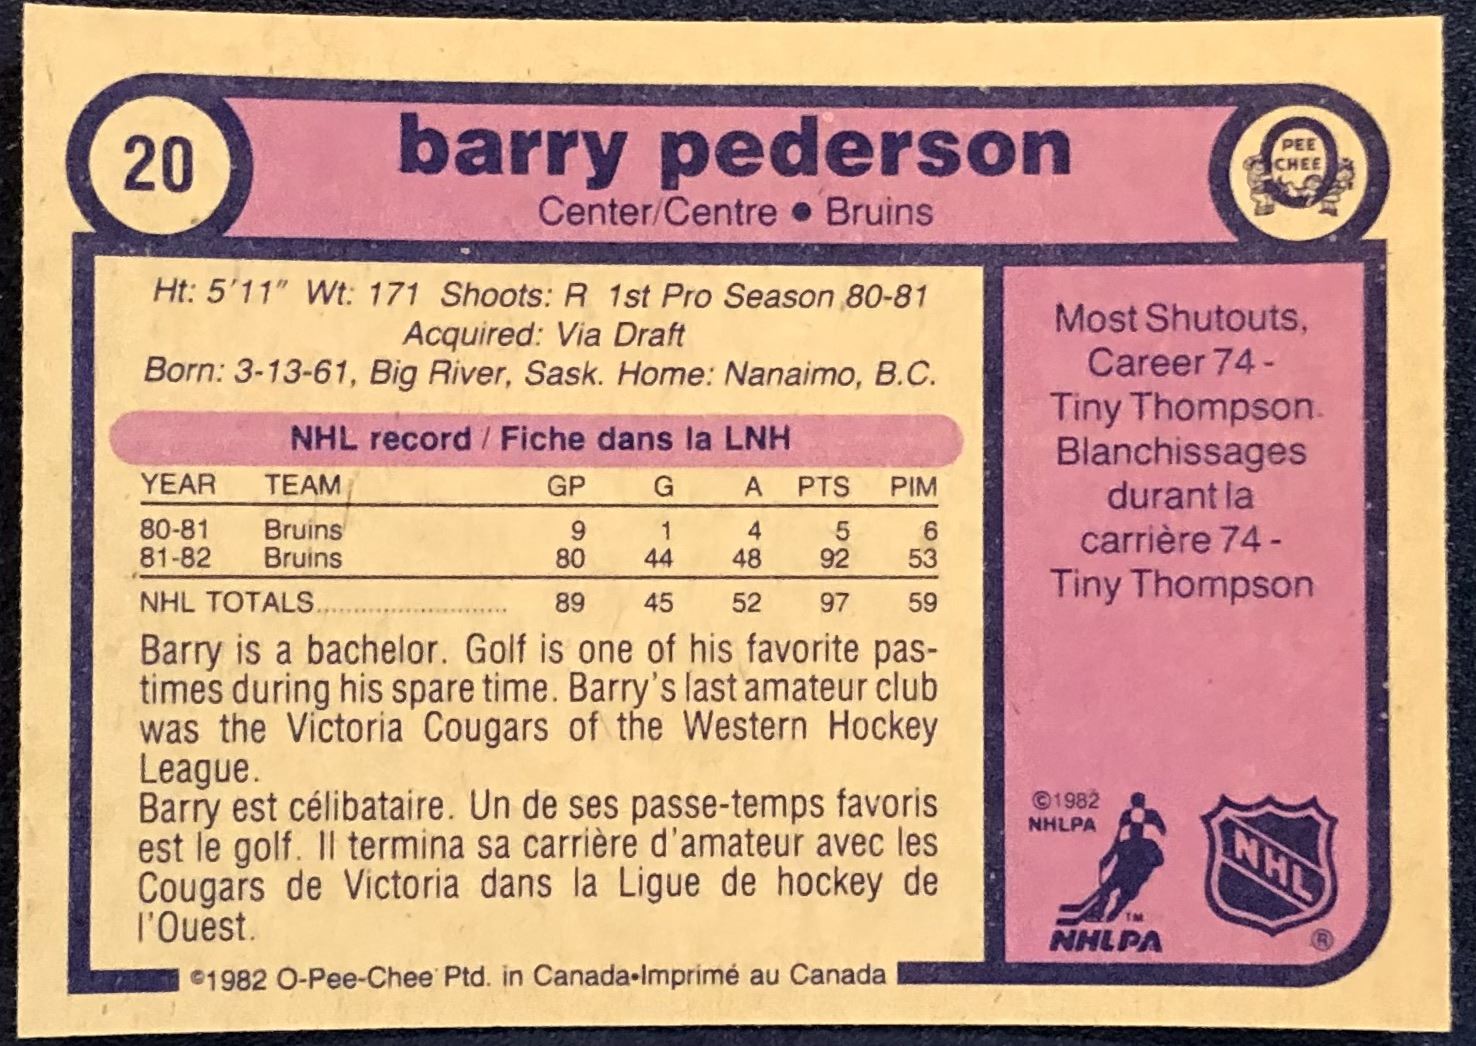 20
barry pederson
Center/Centre • Bruins
PEE
CHEE
Ht: 5'11" Wt: 171 Shoots: R 1st Pro Season 80-81
Acquired: Via Draft
Born: 3-13-61, Big River, Sask. Home: Nanaimo, B.C.
NHL record / Fiche dans la LNH
YEAR TEAM GP G A PTS PIM
80-81 Bruins 9 1 4 5 6
81-82 Bruins 80 44 48 92 53
NHL TOTALS........................ 89 45 52 97 59
Barry is a bachelor. Golf is one of his favorite pas-
times during his spare time. Barry's last amateur club
was the Victoria Cougars of the Western Hockey
League.
Barry est célibataire. Un de ses passe-temps favoris
est le golf. Il termina sa carrière d'amateur avec les
Cougars de Victoria dans la Ligue de hockey de
l'Ouest.
©1982 O-Pee-Chee Ptd. in Canada•Imprimé au Canada
Most Shutouts,
Career 74 -
Tiny Thompson
Blanchissages
durant la
carrière 74 -
Tiny Thompson
©1982
NHLPA
TM
NHLPA
NHL
®